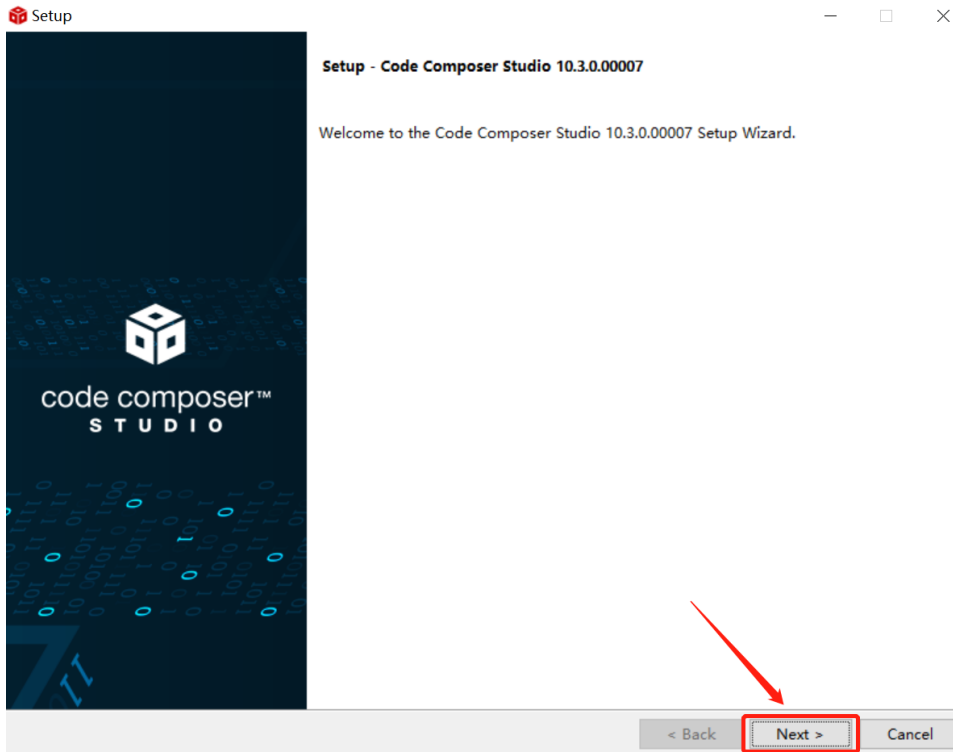 Setup
Setup - Code Composer Studio 10.3.0.00007
Welcome to the Code Composer Studio 10.3.0.00007 Setup Wizard.
code composer™
STUDIO
< Back
Next >
Cancel